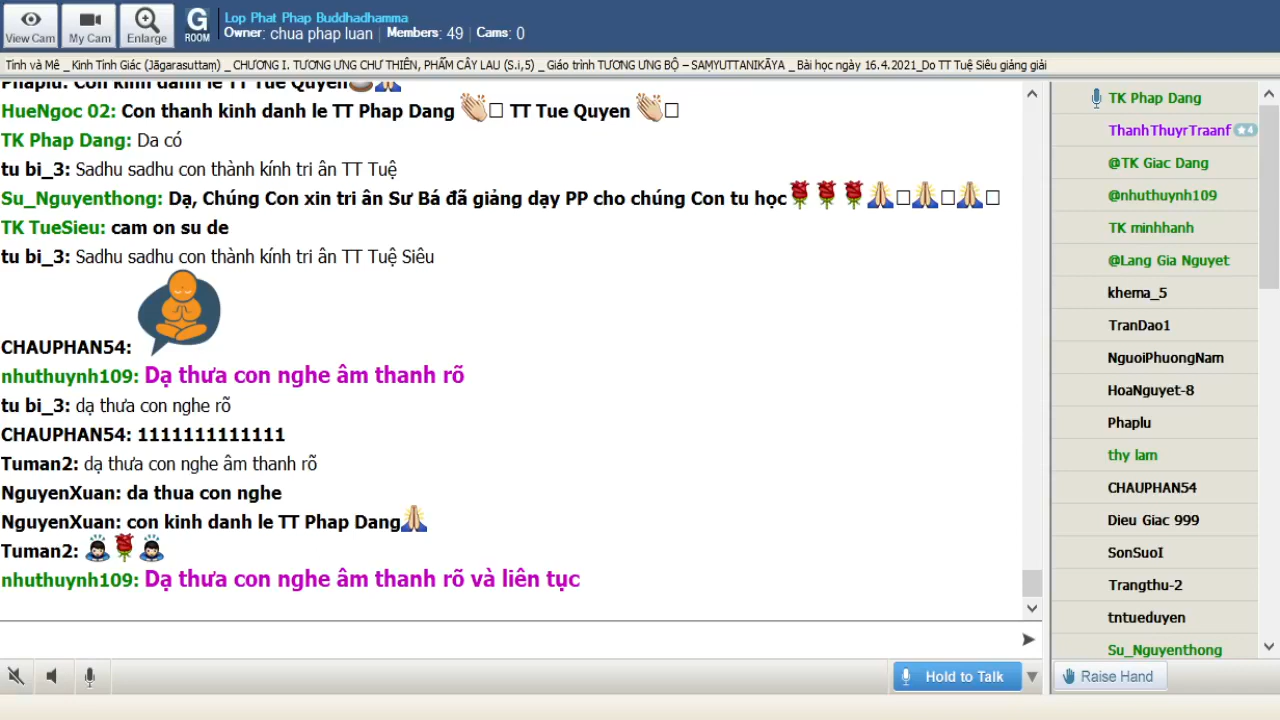 View Cam
My Cam
Enlarge
G
ROOM
Lop Phat Phap Buddhadhamma
Owner: chua phap luan Members: 49 Cams: 0
Tỉnh và Mê _ Kinh Tỉnh Giác (Jāgarasuttaṃ) _ CHƯƠNG I. TƯƠNG ƯNG CHƯ THIÊN, PHẨM CÂY LAU (S.i,5) _ Giáo trình TƯƠNG ƯNG BỘ – SAṂYUTTANIKĀYA _ Bài học ngày 16.4.2021_Do TT Tuệ Siêu giảng giải
Phaplu: Con kinh danh le TT Tue Quyen
HueNgoc 02: Con thanh kinh danh le TT Phap Dang TT Tue Quyen
TK Phap Dang: Da có
tu bi_3: Sadhu sadhu con thành kính tri ân TT Tuệ
Su_Nguyenthong: Dạ, Chúng Con xin tri ân Sư Bá đã giảng dạy PP cho chúng Con tu học
TK TueSieu: cam on su de
tu bi_3: Sadhu sadhu con thành kính tri ân TT Tuệ Siêu
CHAUPHAN54:
nhuthuynh109: Dạ thưa con nghe âm thanh rõ
tu bi_3: dạ thưa con nghe rõ
CHAUPHAN54: 1111111111111
Tuman2: dạ thưa con nghe âm thanh rõ
NguyenXuan: da thua con nghe
NguyenXuan: con kinh danh le TT Phap Dang
Tuman2:
nhuthuynh109: Dạ thưa con nghe âm thanh rõ và liên tục
Hold to Talk
TK Phap Dang
ThanhThuyrTraanf 4
@TK Giac Dang
@nhuthuynh109
TK minhhanh
@Lang Gia Nguyet
khema_5
TranDao1
NguoiPhuongNam
HoaNguyet-8
Phaplu
thy lam
CHAUPHAN54
Dieu Giac 999
SonSuoI
Trangthu-2
tntueduyen
Su_Nguyenthong
Raise Hand